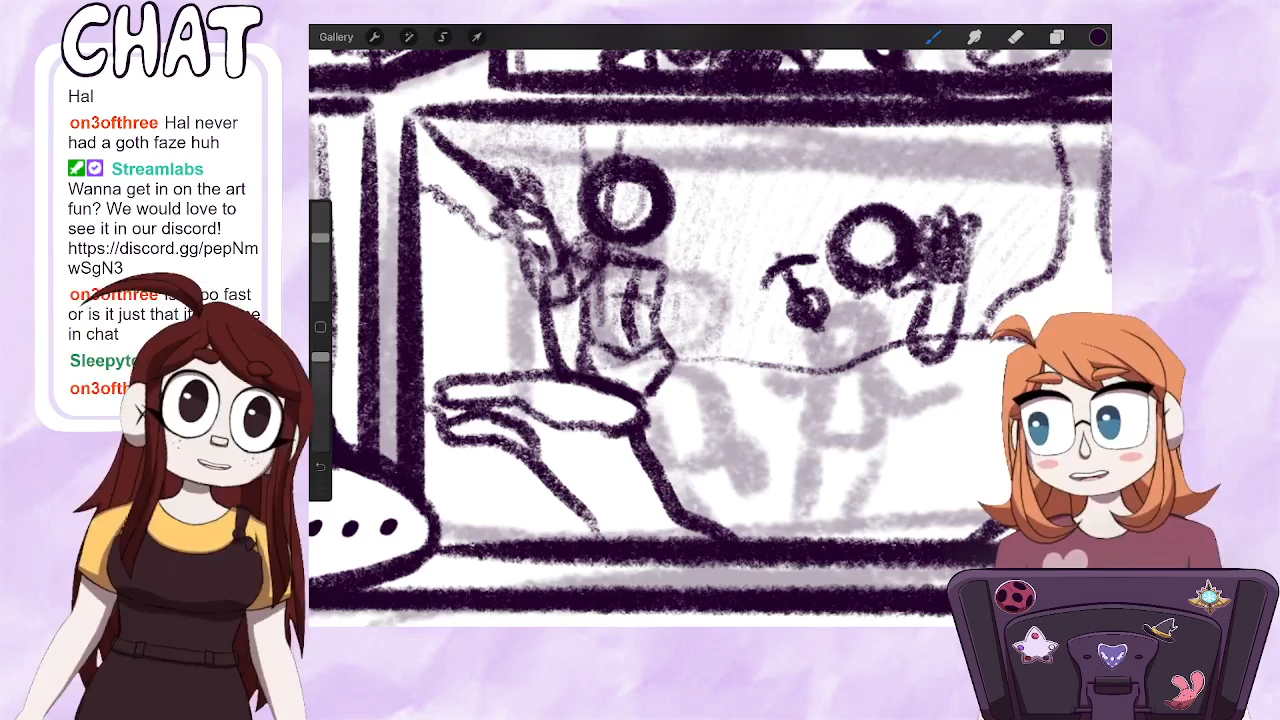 CHAT
Gallery
Hal
on3ofthree Hal never
had a goth faze huh
Streamlabs
Wanna get in on the art
fun? We would love to
see it in our discord!
https://discord.gg/pepNm
wSgN3
fast
or is it just that
in chat